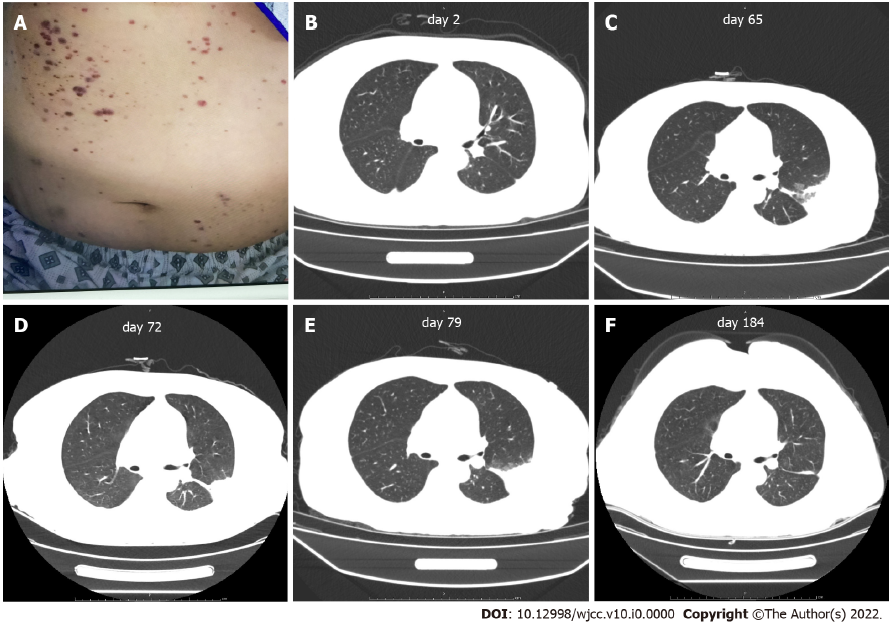 A
B
day 2
C
day 65
D
day 72
E
day 79
F
day 184
DOI: 10.12998/wjcc.v10.i0.0000 Copyright ©The Author(s) 2022.